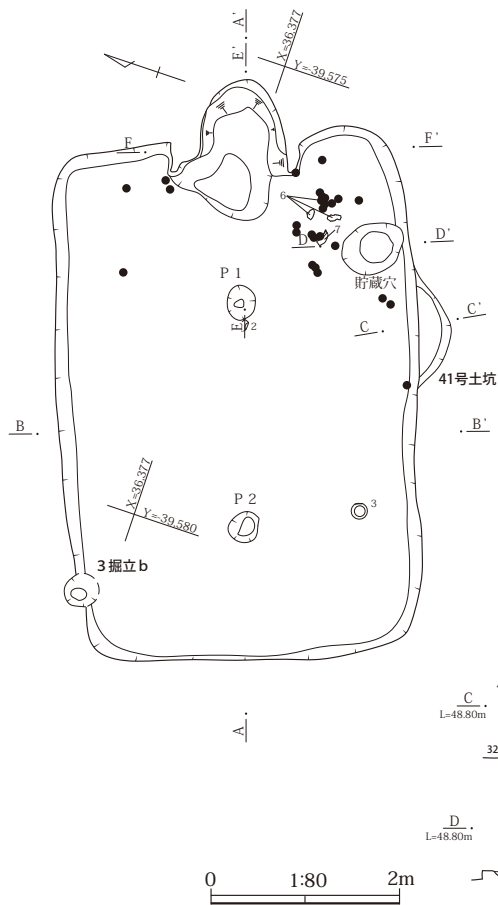 A'
E'
X=36,377
Y=-39,575
F
F'
6
7
D
D'
貯蔵穴
P 1
C'
E
2
C
41号土坑
B
B'
X=36,377
Y=-39,580
P 2
3
3掘立b
A
C
L=48.80m
32
D
L=48.80m
0 1:80 2m